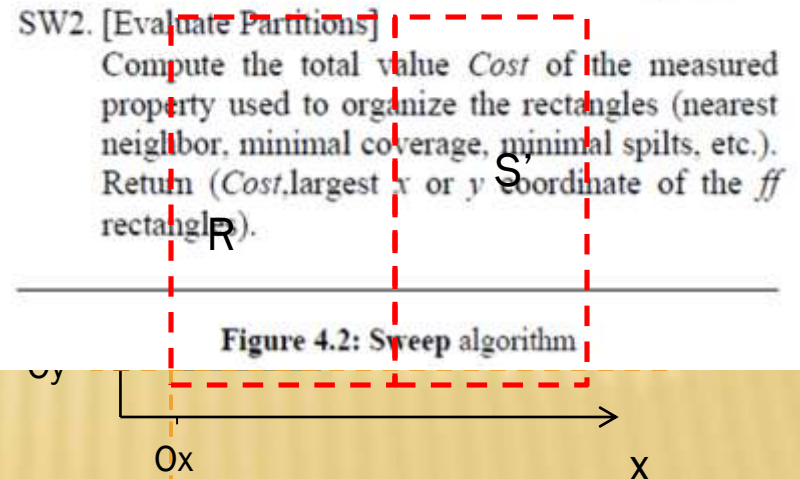 SW2. [Evaluate Partitions]
Compute the total value Cost of the measured
property used to organize the rectangles (nearest
neighbor, minimal coverage, minimal spilts, etc.).
S’
Return (Cost,largest x or y coordinate of the ff
rectangles).
R
Figure 4.2: Sweep algorithm
Ox
x